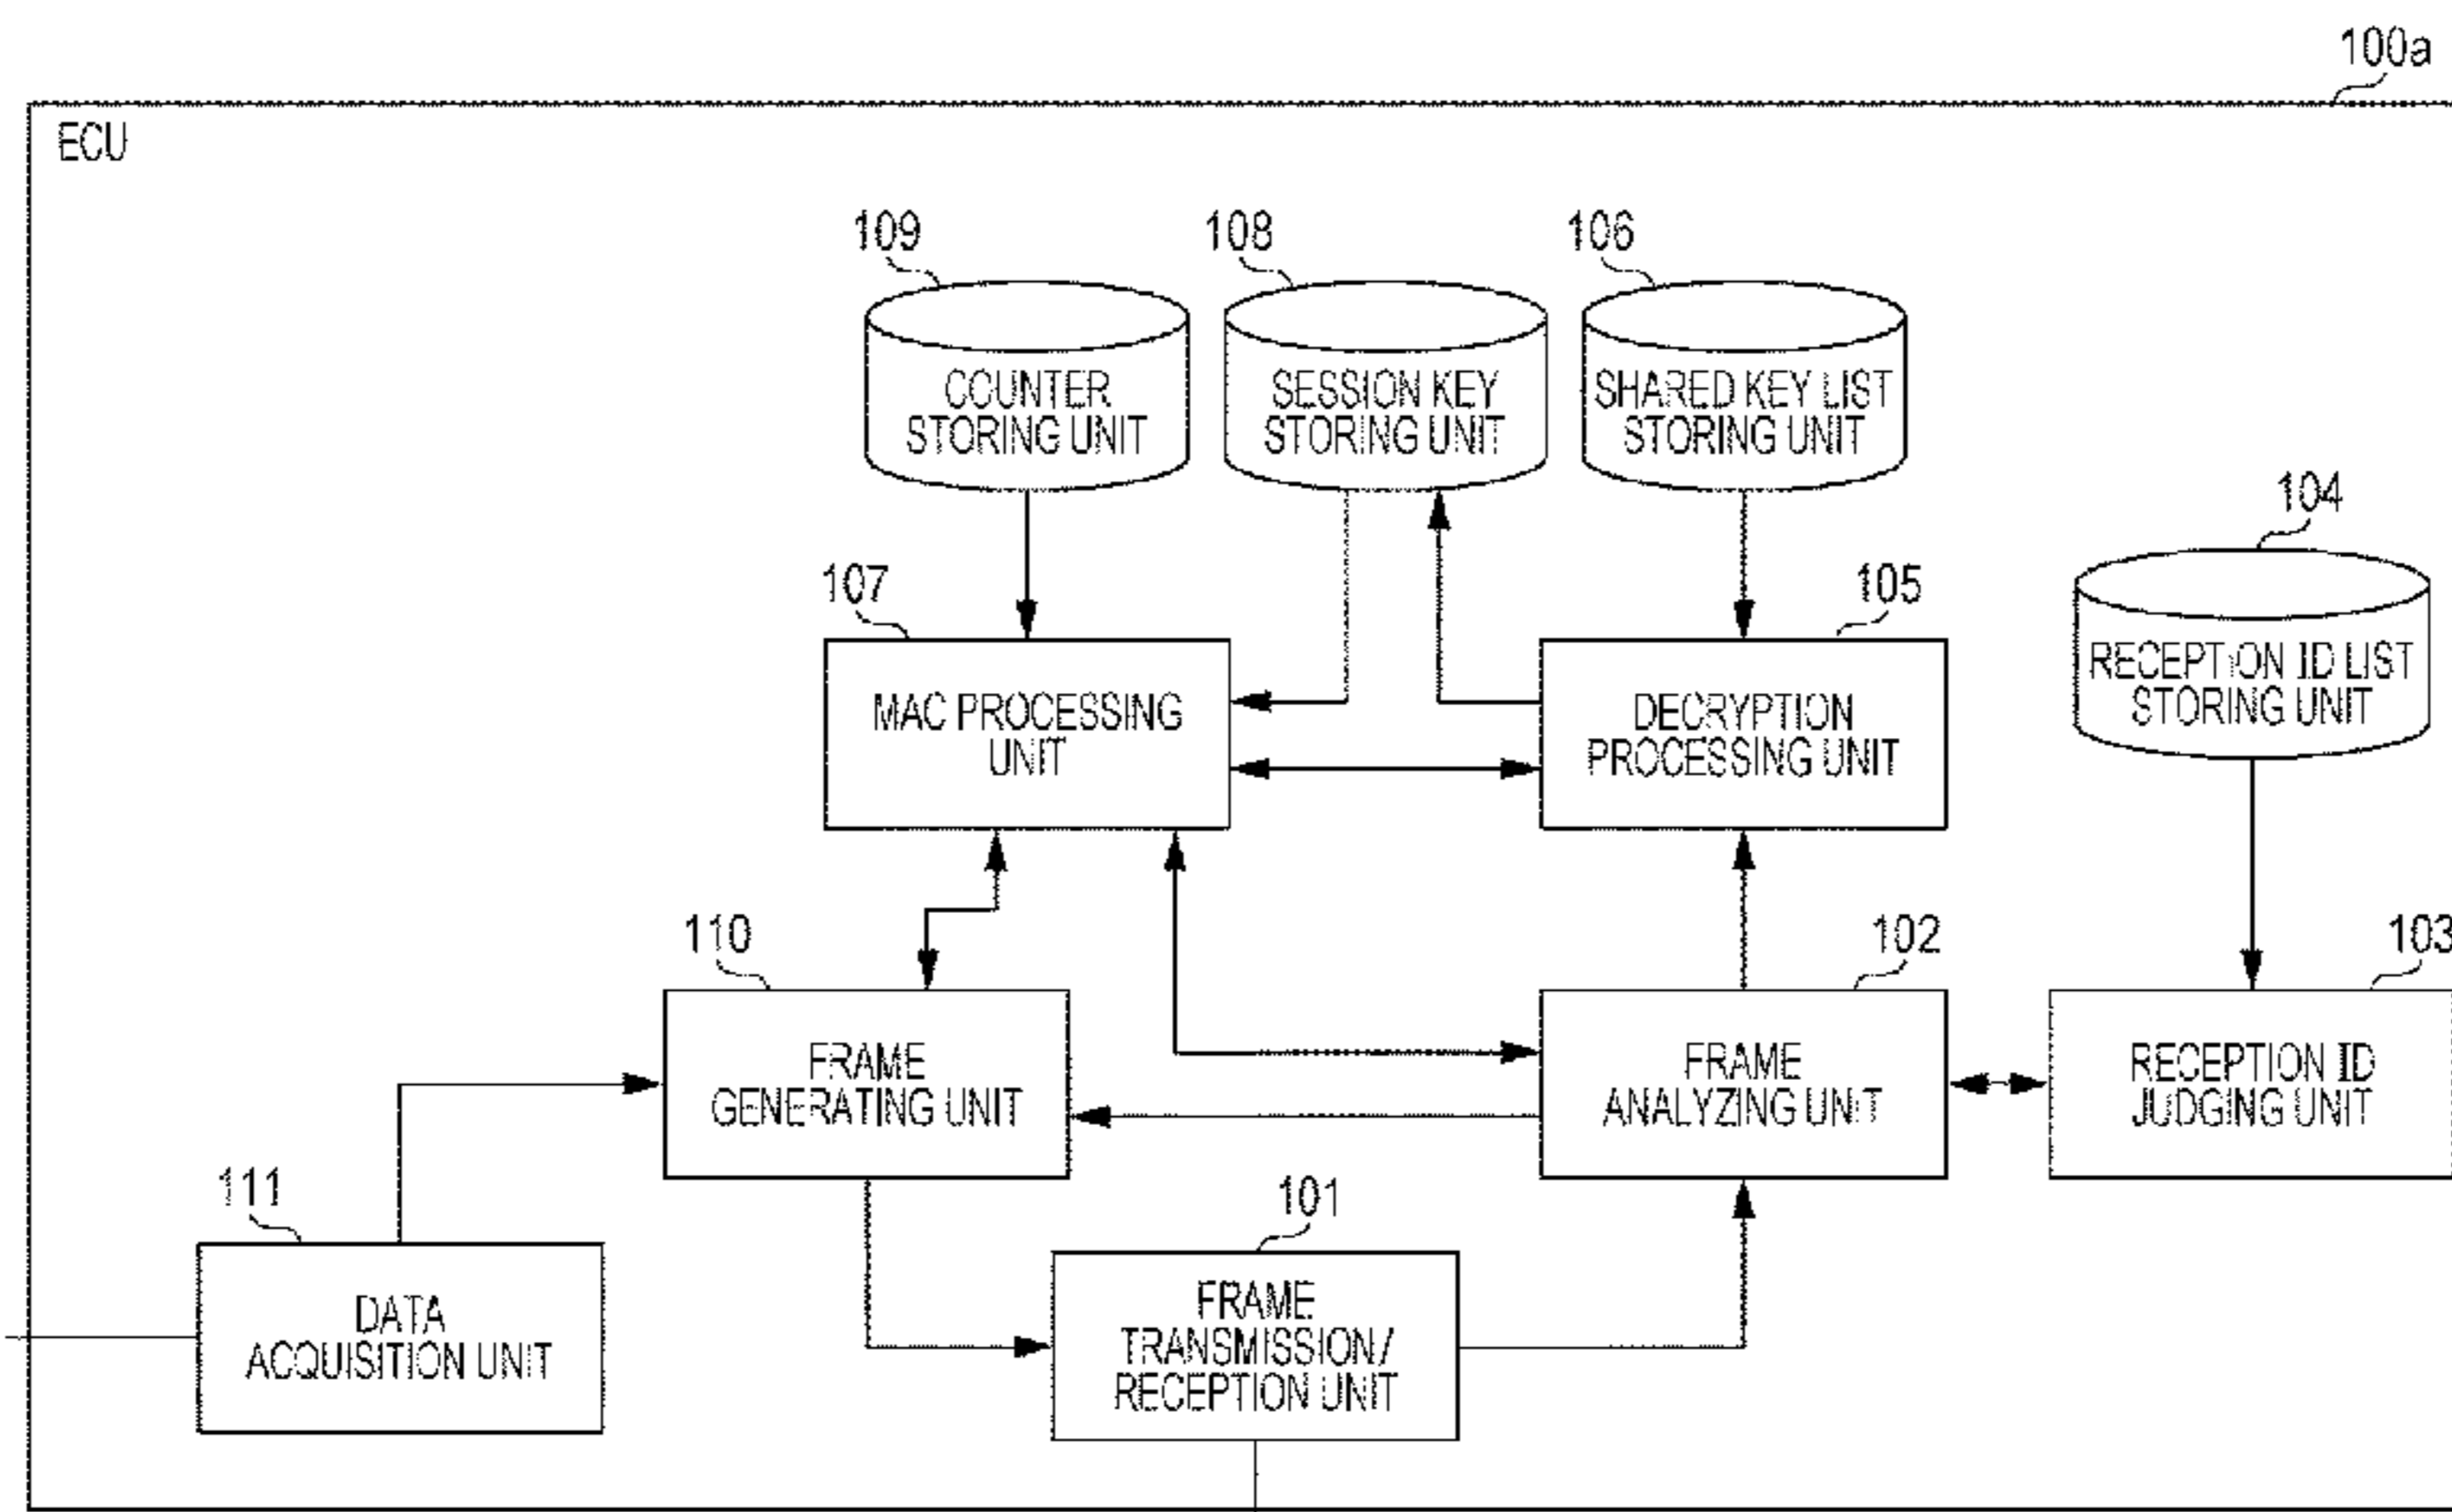 100a
ECU
109
108
106
COUNTER
STORING UNIT
SESSION KEY
STORING UNIT
SHARED KEY LIST
STORING UNIT
104
107
105
RECEPTION ID LIST
STORING UNIT
MAC PROCESSING
UNIT
DECRYPTION
PROCESSING UNIT
110
102
103
FRAME
GENERATING UNIT
FRAME
ANALYZING UNIT
RECEPTION ID
JUDGING UNIT
111
101
DATA
ACQUISITION UNIT
FRAME
TRANSMISSION/
RECEPTION UNIT